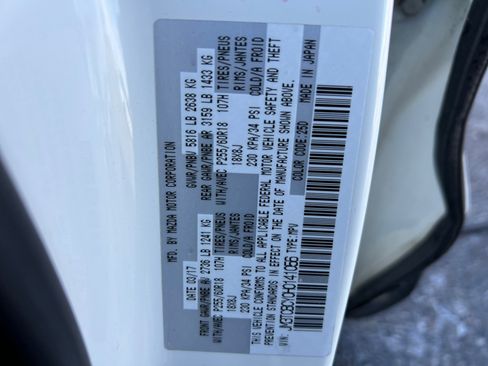 MFD. BY MAZDA MOTOR CORPORATION
DATE: 03/17 GVWR/PNBV 5816 LB 2638 KG
FRONT GAWR/PNBE AV 2736 LB 1241 KG REAR GAWR/PNBE AR 3159 LB 1433 KG
WITH/AVEC P255/60R18 107H TIRES/PNEUS WITH/AVEC P255/60R18 107H TIRES/PNEUS
18X8J RIMS/JANTES 18X8J RIMS/JANTES
230 KPA/34 PSI COLD/A FROID 230 KPA/34 PSI COLD/A FROID
THIS VEHICLE CONFORMS TO ALL APPLICABLE FEDERAL MOTOR VEHICLE SAFETY AND THEFT
PREVENTION STANDARDS IN EFFECT ON THE DATE OF MANUFACTURE SHOWN ABOVE.
TYPE:MPV COLOR CODE:25D MADE IN JAPAN